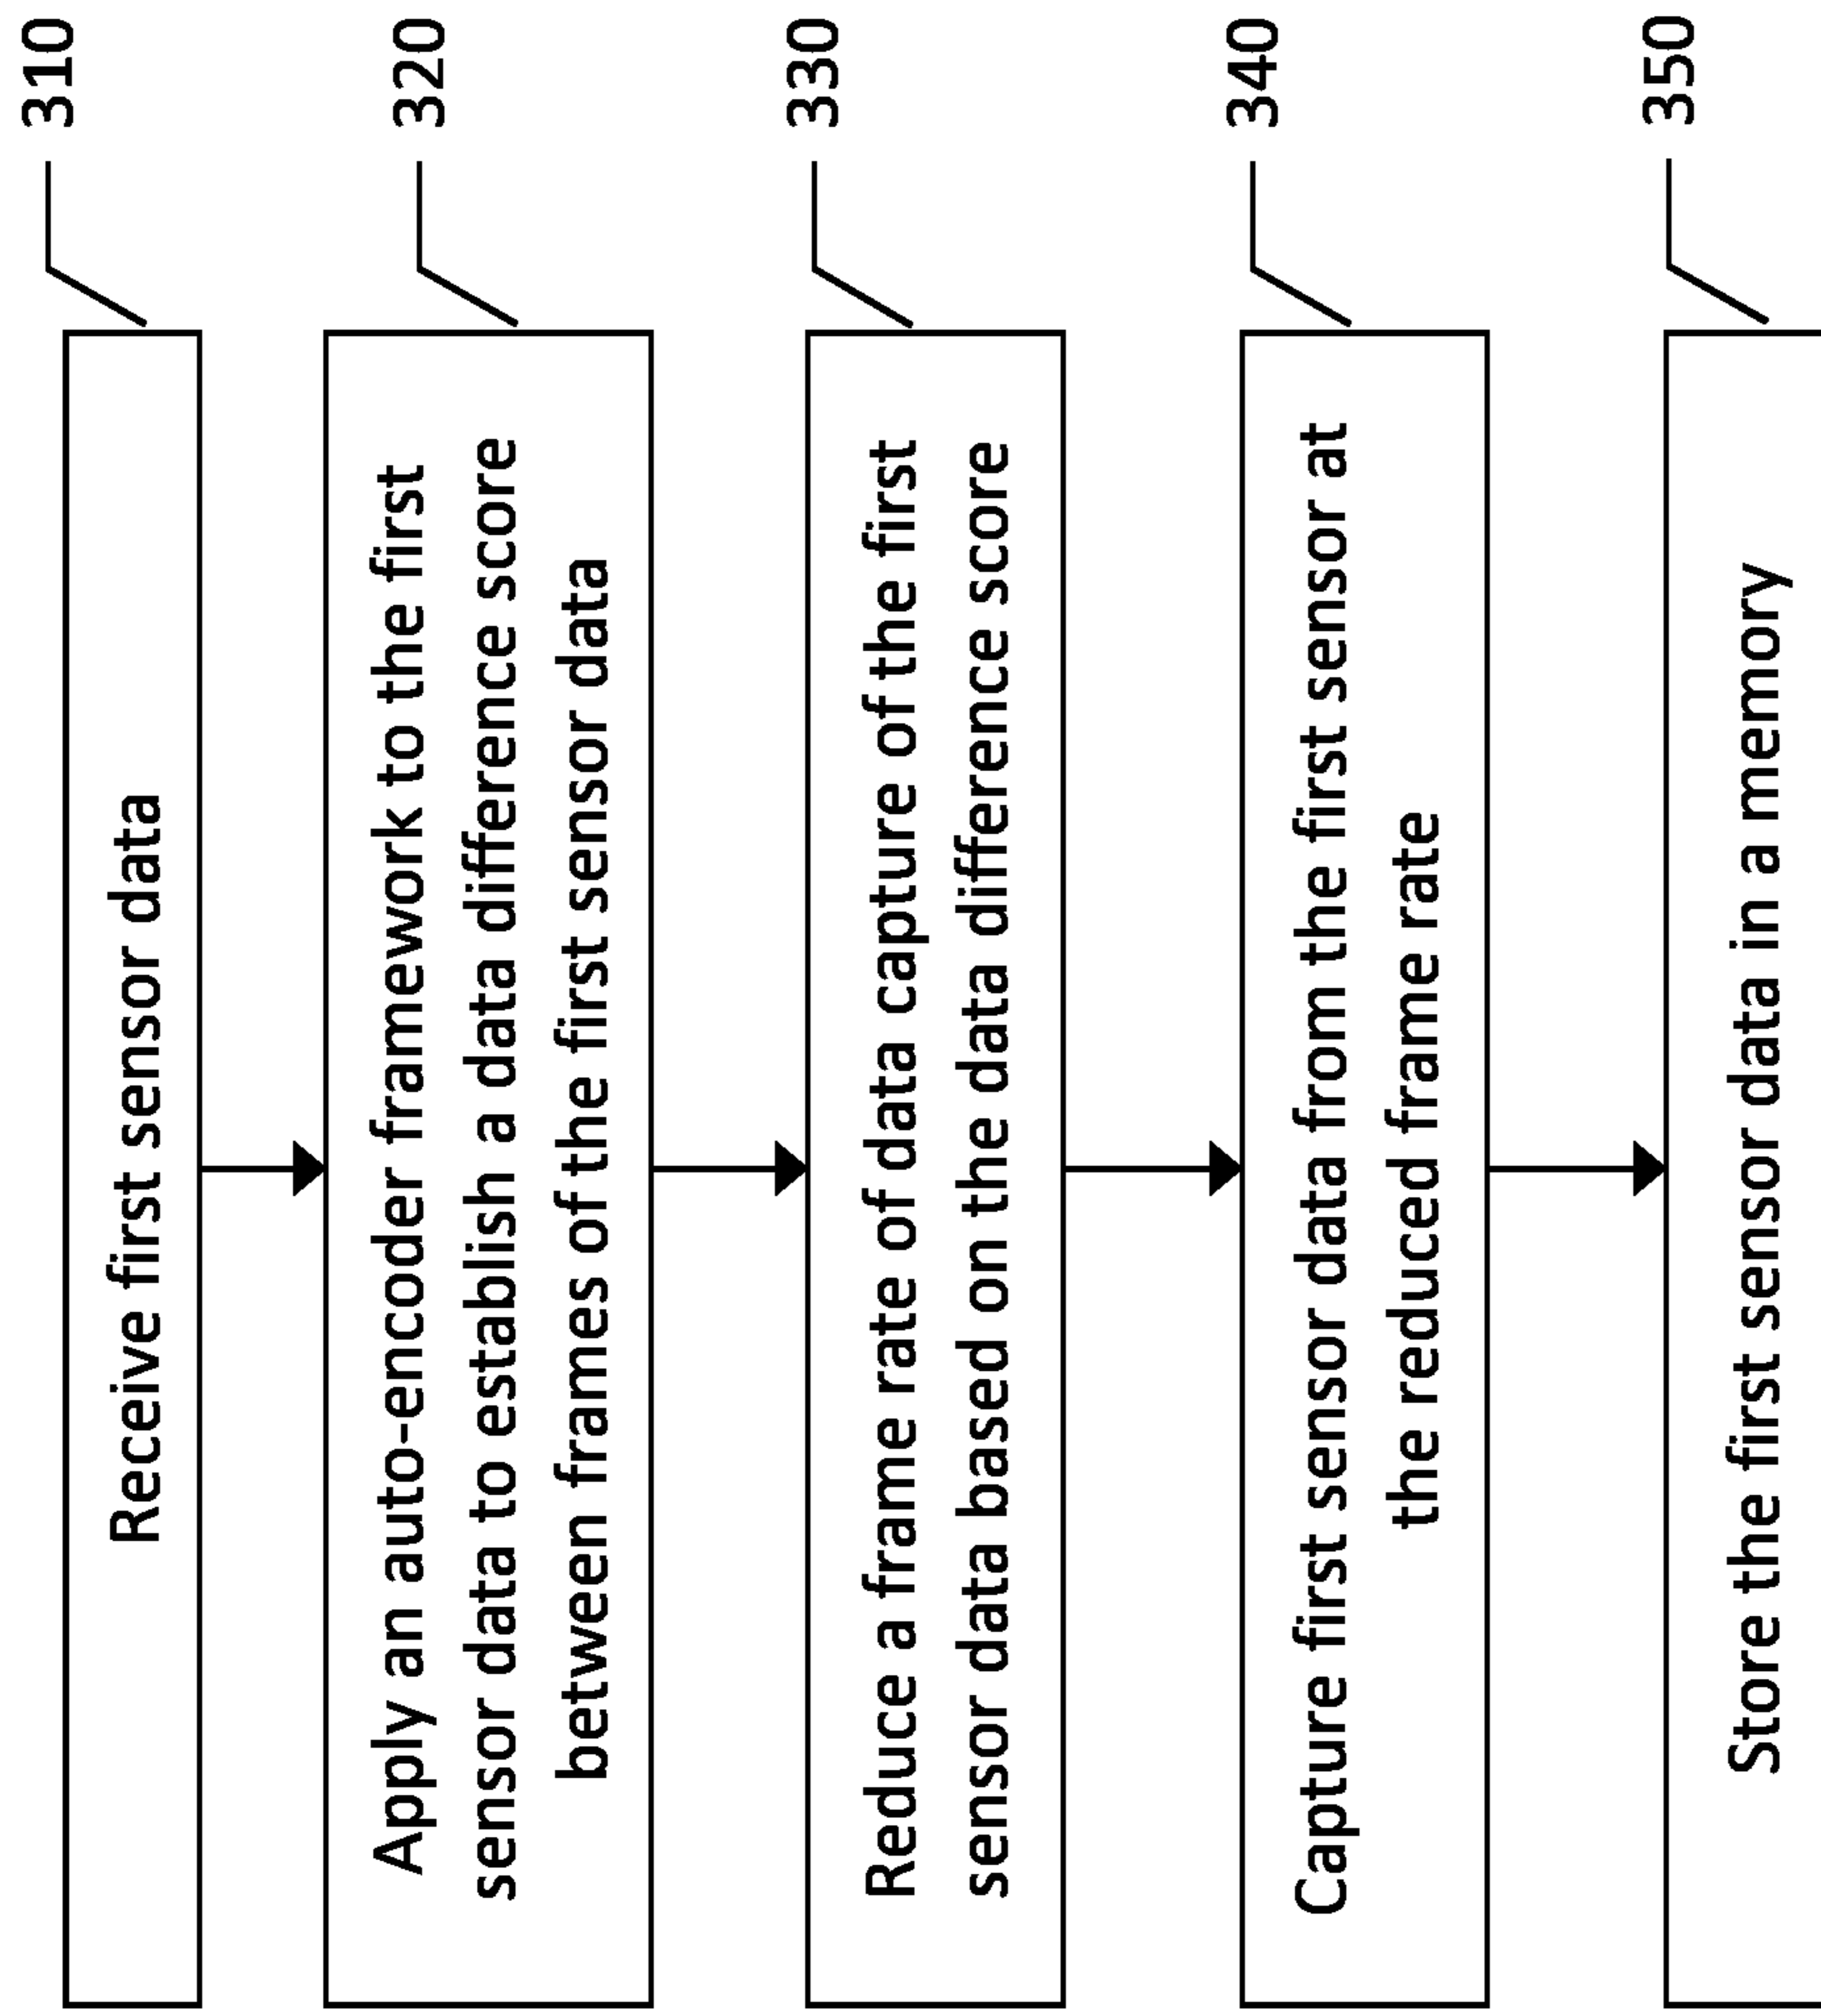 310
Receive first sensor data
320
Apply an auto-encoder framework to the first
sensor data to establish a data difference score
between frames of the first sensor data
330
Reduce a frame rate of data capture of the first
sensor data based on the data difference score
340
Capture first sensor data from the first sensor at
the reduced frame rate
350
Store the first sensor data in a memory